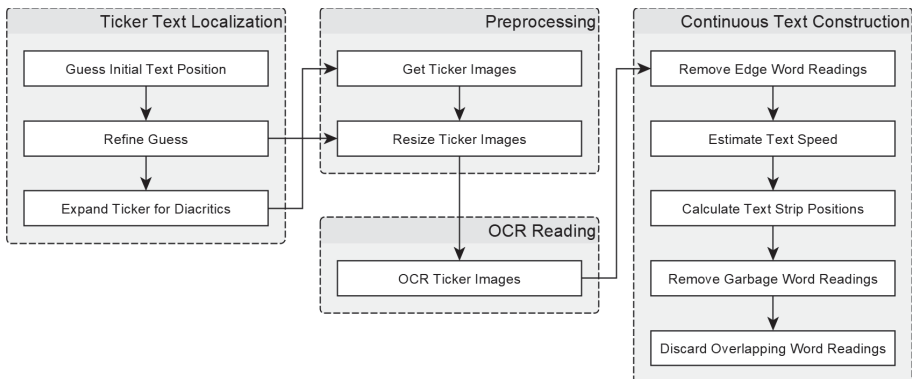 Ticker Text Localization
Guess Initial Text Position
Refine Guess
Expand Ticker for Diacritics
Preprocessing
Get Ticker Images
Resize Ticker Images
OCR Reading
OCR Ticker Images
Continuous Text Construction
Remove Edge Word Readings
Estimate Text Speed
Calculate Text Strip Positions
Remove Garbage Word Readings
Discard Overlapping Word Readings